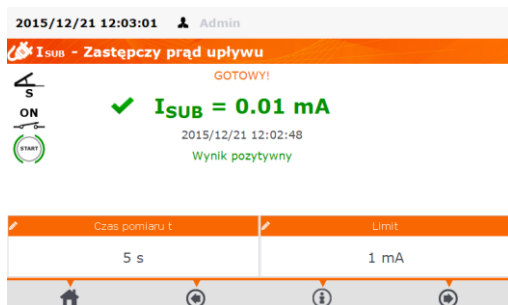 2015/12/21 12:03:01 Admin
ISUB - Zastępczy prąd upływu
GOTOWY!
S
ON
ISUB = 0.01 mA
START
2015/12/21 12:02:48
Wynik pozytywny
Czas pomiaru t Limit
5 s 1 mA